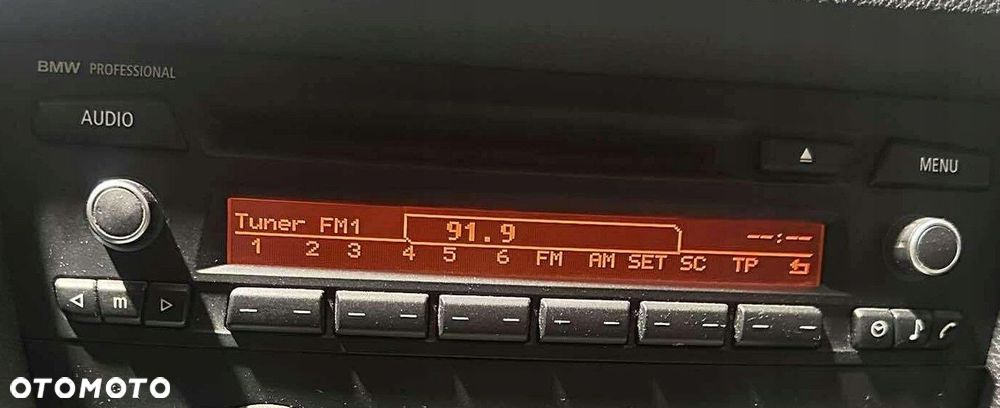 BMW PROFESSIONAL
AUDIO
MENU
Tuner FM1 91.9 --:--
1 2 3 4 5 6 FM AM SET SC TP
m
OTOMOTO